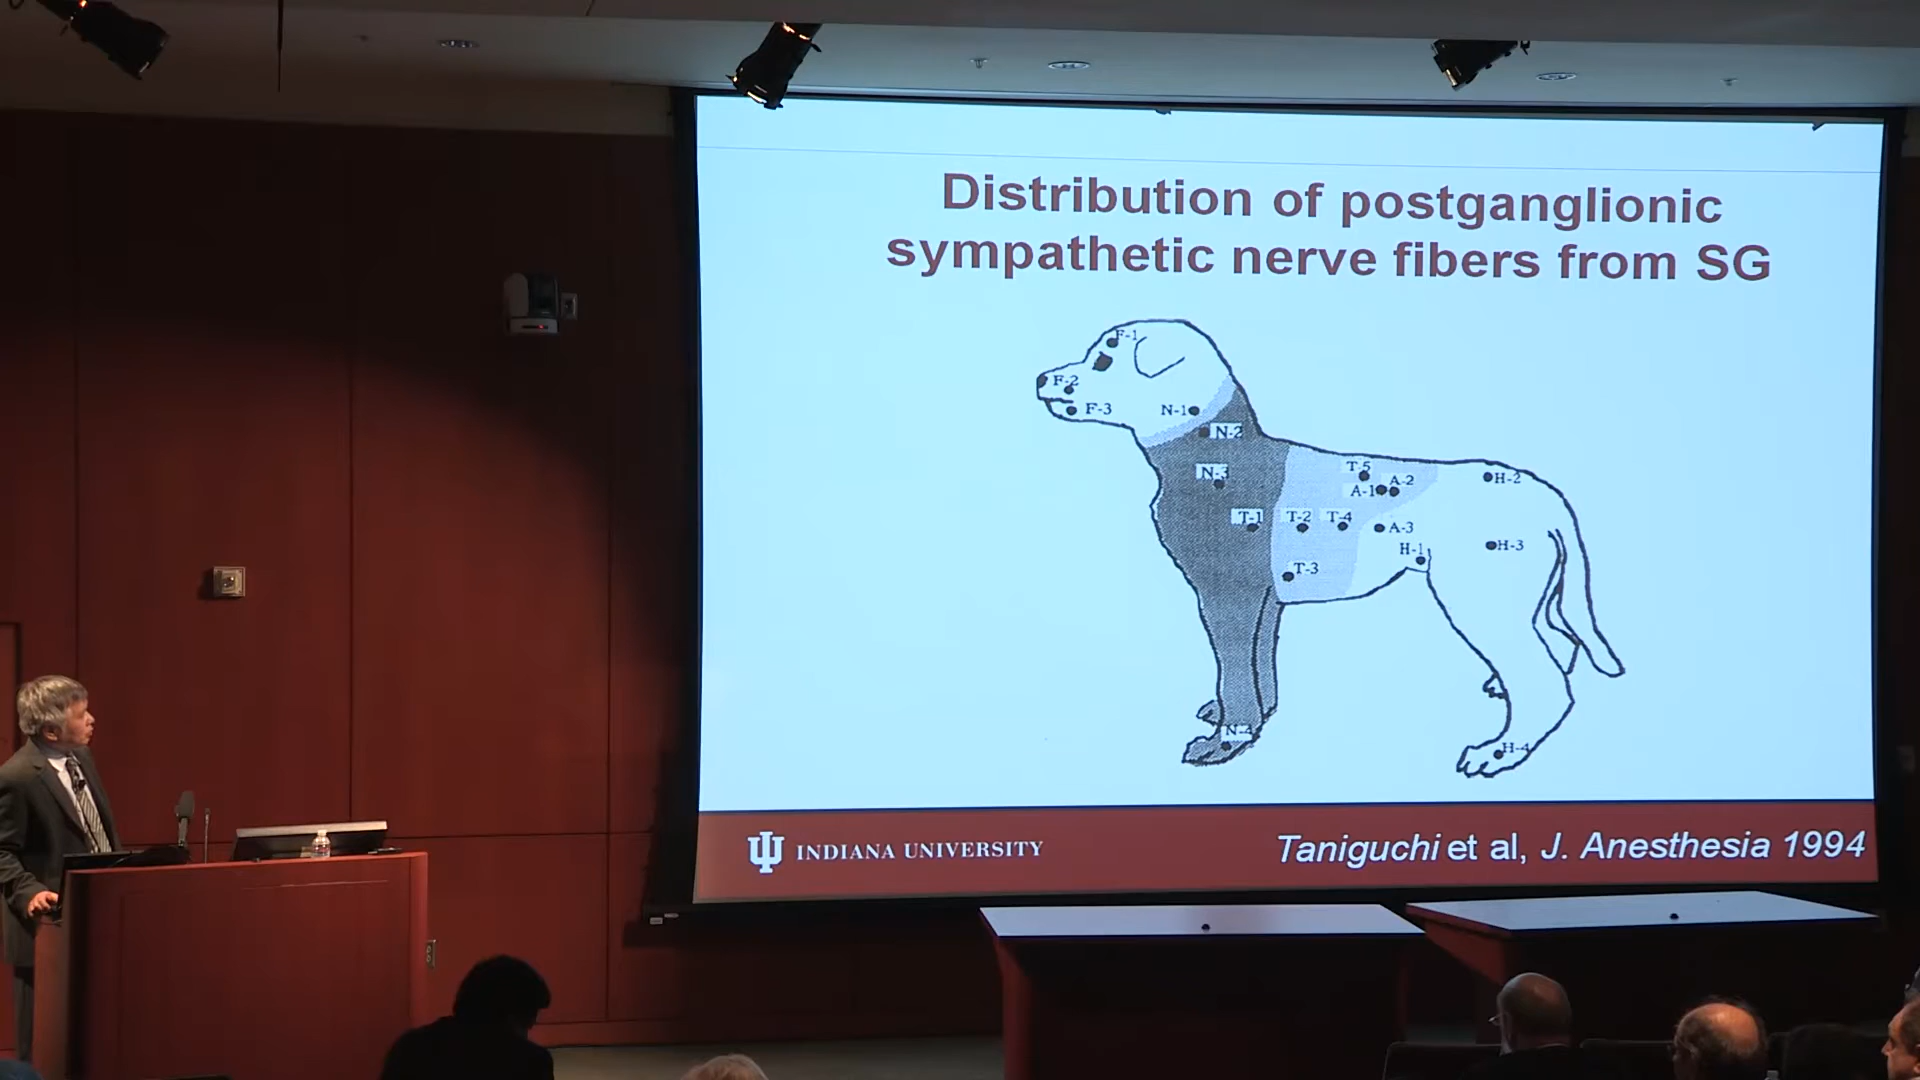 Distribution of postganglionic
sympathetic nerve fibers from SG
F-1
F-2
F-3
N-1
N-2
N-3
T-5
A-1
A-2
H-2
T-1
T-2
T-4
A-3
H-1
H-3
T-3
N-4
H-4
INDIANA UNIVERSITY
Taniguchi et al, J. Anesthesia 1994